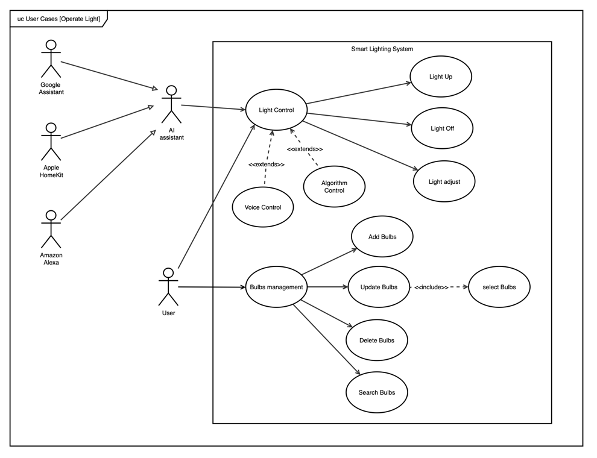 uc User Cases [Operate Light]
Smart Lighting System
Google
Assistant
Light Up
Light Control
AI
assistant
Light Off
<<extends>>
<<extends>>
Apple
HomeKit
Algorithm
Control
Light adjust
Voice Control
Add Bulbs
Amazon
Alexa
Bulbs management
Update Bulbs
<<include>>
select Bulbs
User
Delete Bulbs
Search Bulbs